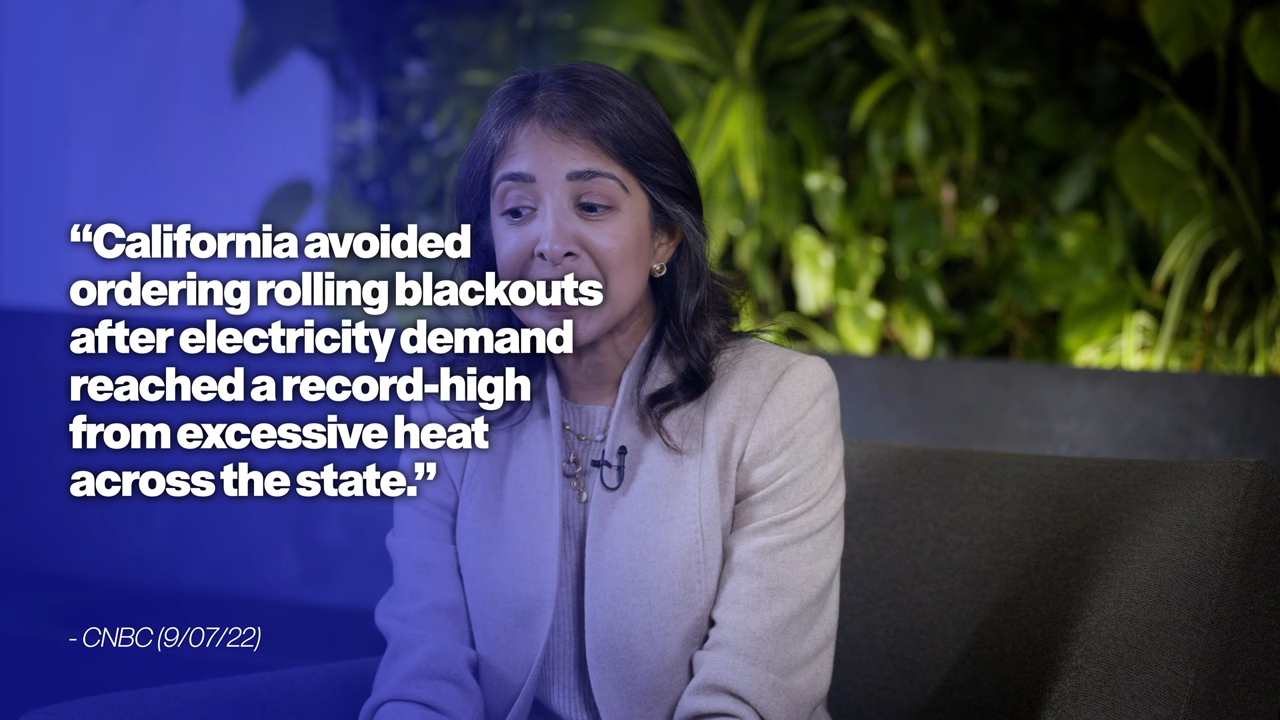 “California avoided
ordering rolling blackouts
after electricity demand
reached a record-high
from excessive heat
across the state.”
- CNBC (9/07/22)